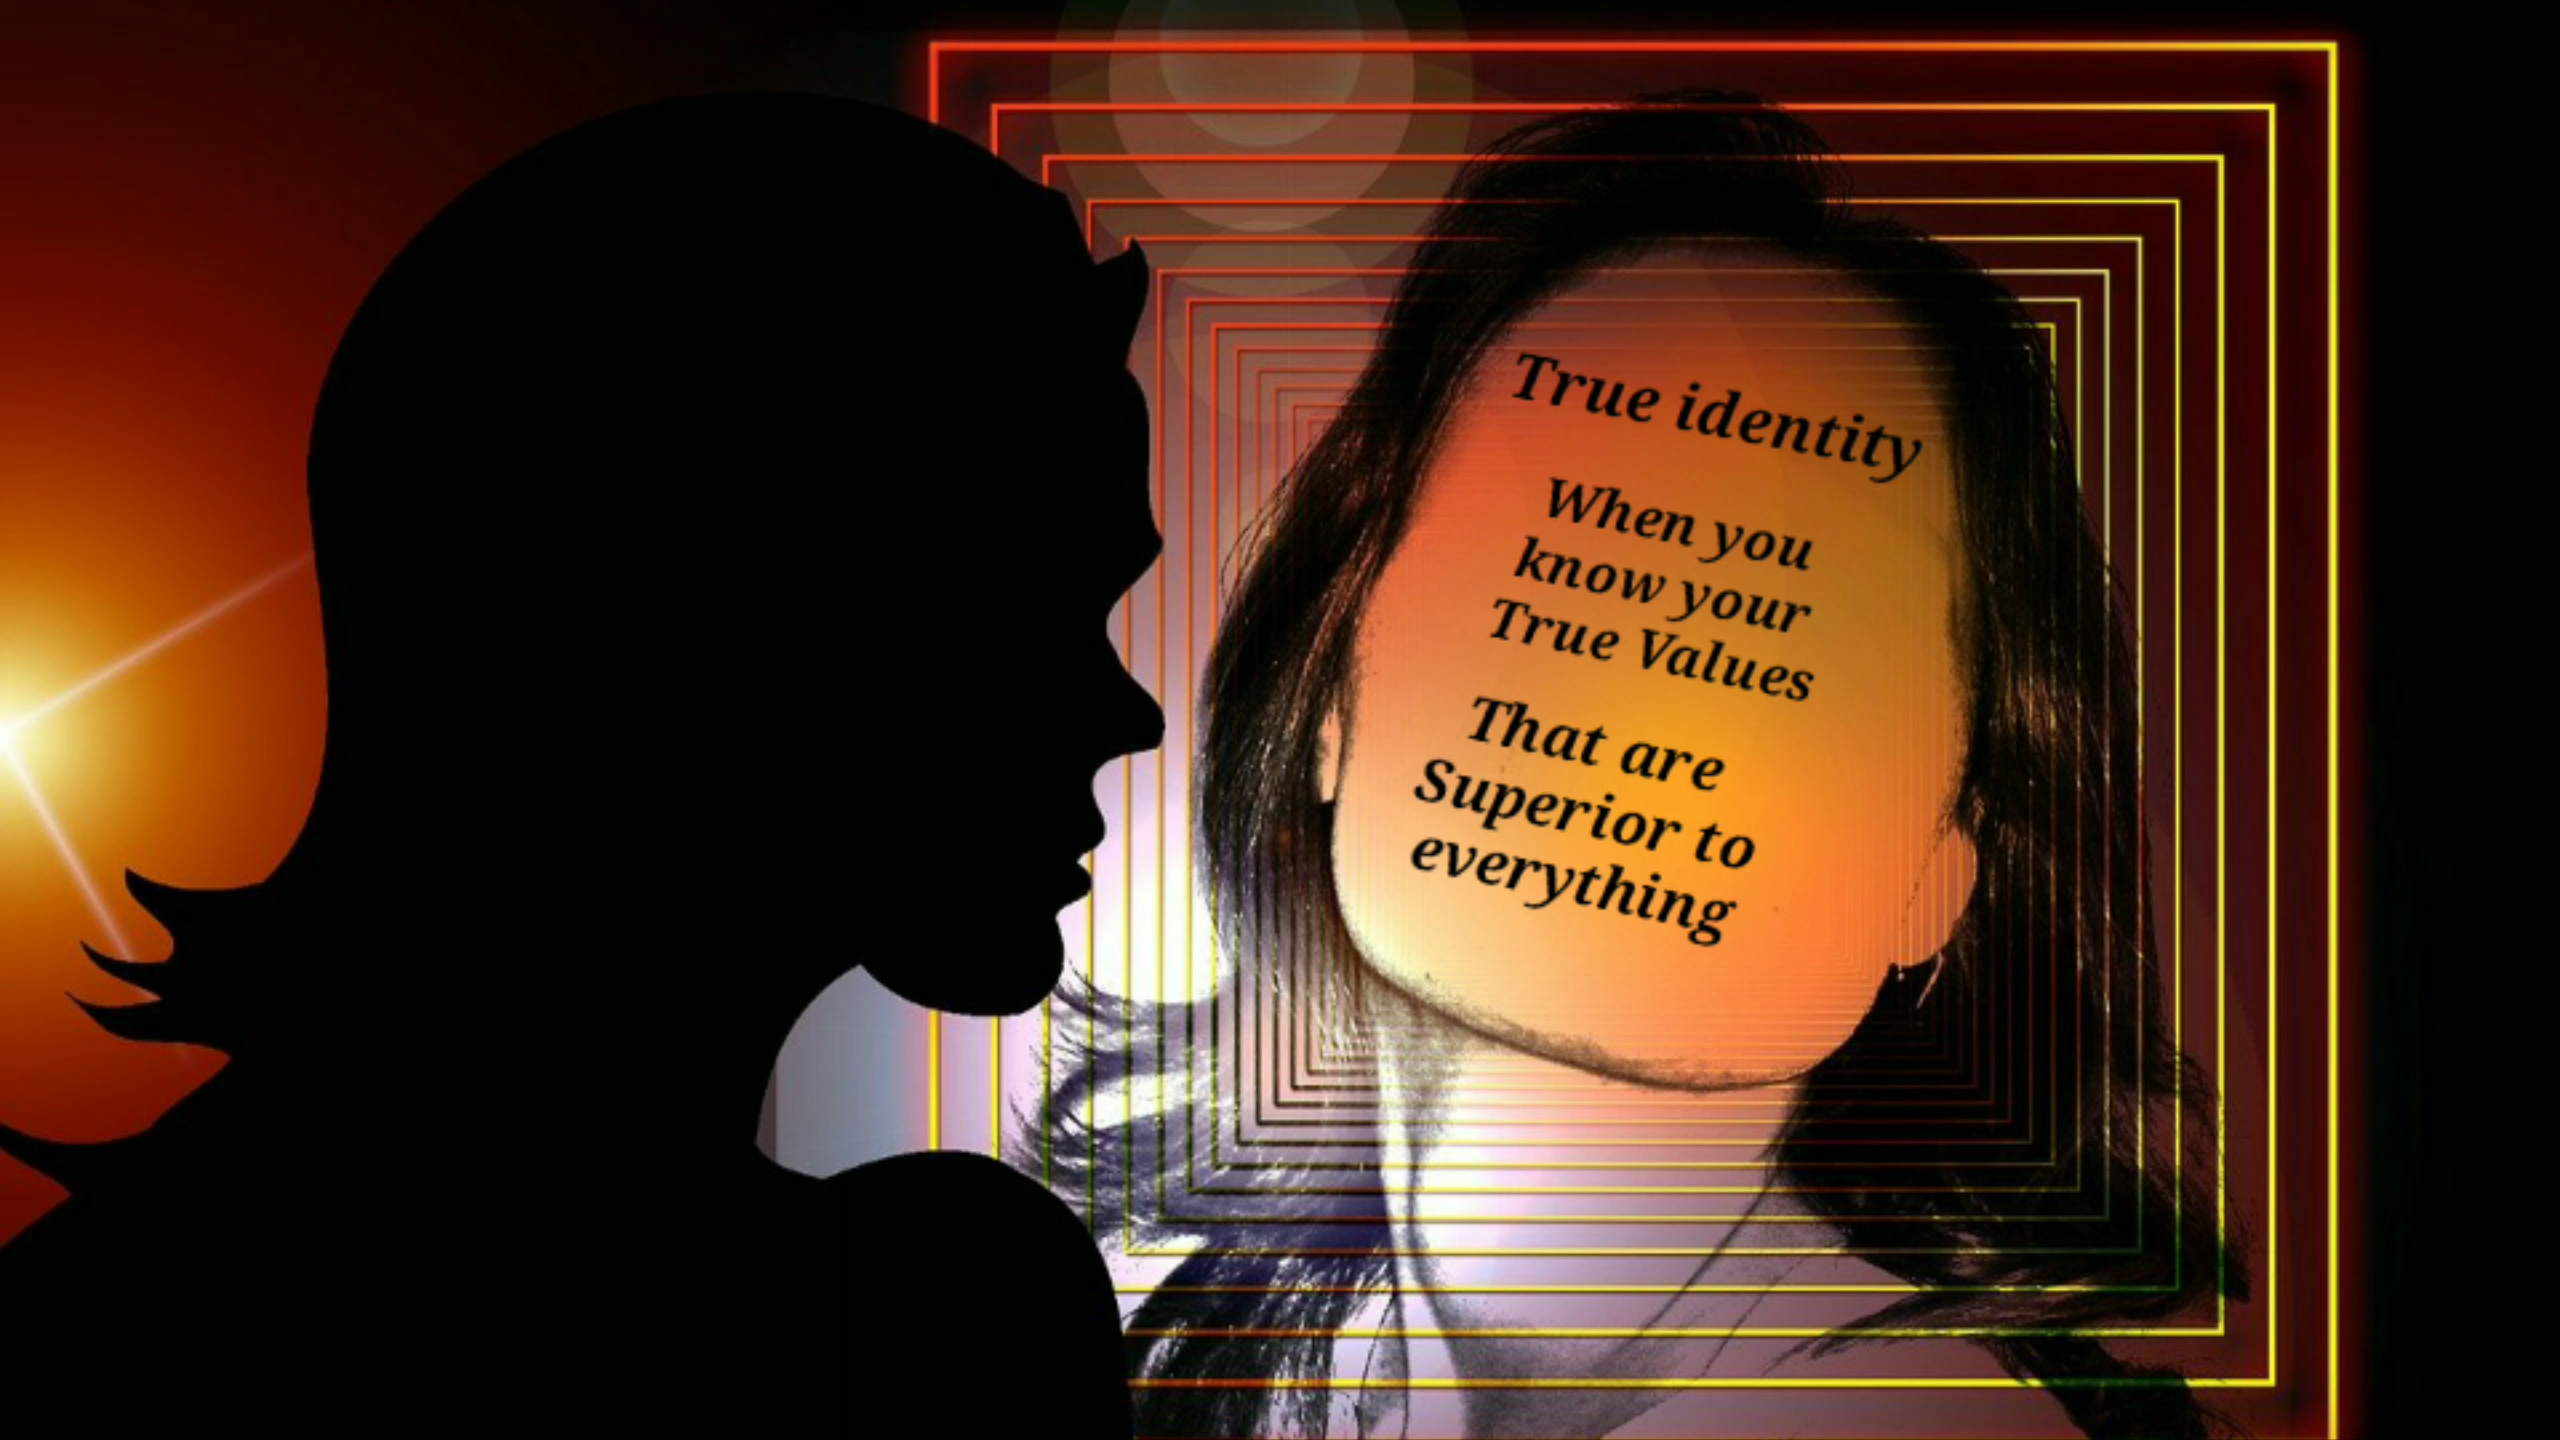 True identity
When you
know your
True Values
That are
Superior to
everything